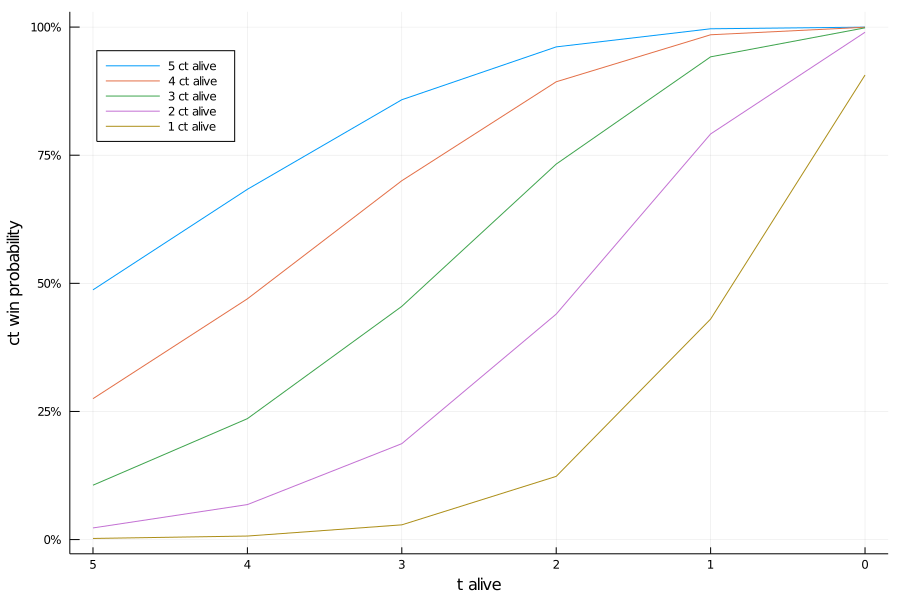 100%
75%
50%
25%
0%
ct win probability
5 ct alive
4 ct alive
3 ct alive
2 ct alive
1 ct alive
5 4 3 2 1 0
t alive